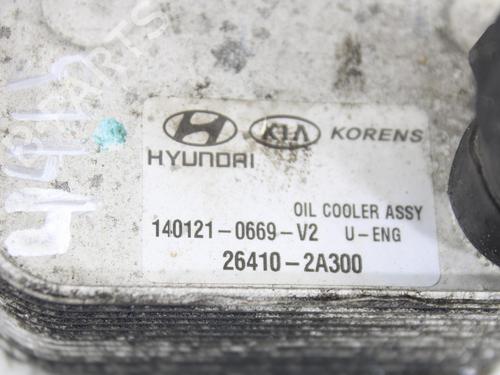 HYUNDAI KIA KORENS
OIL COOLER ASSY
140121-0669-V2 U-ENG
26410-2A300